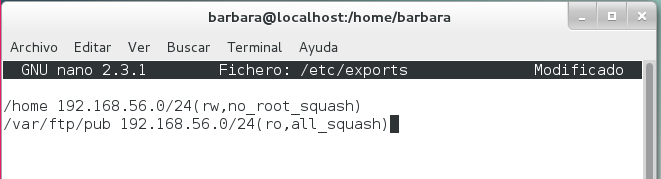 barbara@localhost:/home/barbara
Archivo Editar Ver Buscar Terminal Ayuda
GNU nano 2.3.1 Fichero: /etc/exports Modificado
/home 192.168.56.0/24(rw,no_root_squash)
/var/ftp/pub 192.168.56.0/24(ro,all_squash)